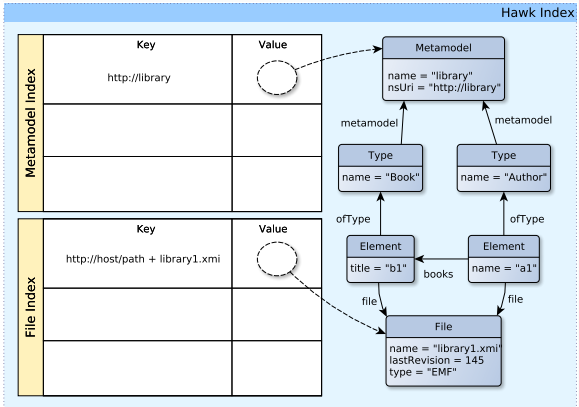 Hawk Index
Metamodel Index
Key
Value
http://library
File Index
Key
Value
http://host/path + library1.xmi
Metamodel
name = "library"
nsUri = "http://library"
metamodel
metamodel
Type
name = "Book"
Type
name = "Author"
ofType
ofType
Element
title = "b1"
books
Element
name = "a1"
file
file
File
name = "library1.xmi"
lastRevision = 145
type = "EMF"